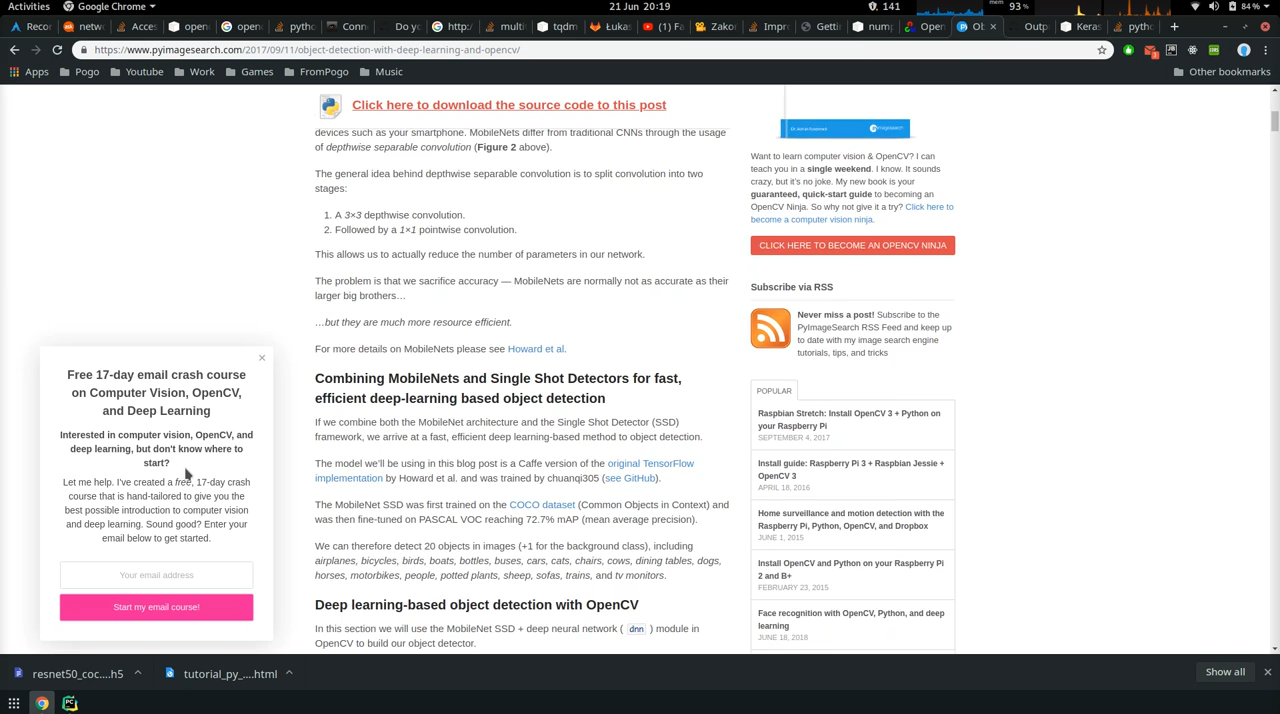 Activities
Google Chrome
21 Jun 20:19
141
mem
93 %
84 %
Recor
netw
Acces
open
open
pytho
Conn
Do yo
http:/
multi
tqdm
Łukas
(1) Fa
Zakon
Impro
Gettin
nump
Open
Ob
Outp
Keras
pytho
https://www.pyimagesearch.com/2017/09/11/object-detection-with-deep-learning-and-opencv/
Apps
Pogo
Youtube
Work
Games
FromPogo
Music
Other bookmarks
Click here to download the source code to this post
devices such as your smartphone. MobileNets differ from traditional CNNs through the usage
of depthwise separable convolution (Figure 2 above).
The general idea behind depthwise separable convolution is to split convolution into two
stages:
1. A 3×3 depthwise convolution.
2. Followed by a 1×1 pointwise convolution.
This allows us to actually reduce the number of parameters in our network.
The problem is that we sacrifice accuracy — MobileNets are normally not as accurate as their
larger big brothers…
…but they are much more resource efficient.
For more details on MobileNets please see Howard et al.
Combining MobileNets and Single Shot Detectors for fast,
efficient deep-learning based object detection
If we combine both the MobileNet architecture and the Single Shot Detector (SSD)
framework, we arrive at a fast, efficient deep learning-based method to object detection.
The model we'll be using in this blog post is a Caffe version of the original TensorFlow
implementation by Howard et al. and was trained by chuanqi305 (see GitHub).
The MobileNet SSD was first trained on the COCO dataset (Common Objects in Context) and
was then fine-tuned on PASCAL VOC reaching 72.7% mAP (mean average precision).
We can therefore detect 20 objects in images (+1 for the background class), including
airplanes, bicycles, birds, boats, bottles, buses, cars, cats, chairs, cows, dining tables, dogs,
horses, motorbikes, people, potted plants, sheep, sofas, trains, and tv monitors.
Deep learning-based object detection with OpenCV
In this section we will use the MobileNet SSD + deep neural network ( dnn ) module in
OpenCV to build our object detector.
Want to learn computer vision & OpenCV? I can
teach you in a single weekend. I know. It sounds
crazy, but it's no joke. My new book is your
guaranteed, quick-start guide to becoming an
OpenCV Ninja. So why not give it a try? Click here to
become a computer vision ninja.
CLICK HERE TO BECOME AN OPENCV NINJA
Subscribe via RSS
Never miss a post! Subscribe to the
PyImageSearch RSS Feed and keep up
to date with my image search engine
tutorials, tips, and tricks
POPULAR
Raspbian Stretch: Install OpenCV 3 + Python on
your Raspberry Pi
SEPTEMBER 4, 2017
Install guide: Raspberry Pi 3 + Raspbian Jessie +
OpenCV 3
APRIL 18, 2016
Home surveillance and motion detection with the
Raspberry Pi, Python, OpenCV, and Dropbox
JUNE 1, 2015
Install OpenCV and Python on your Raspberry Pi
2 and B+
FEBRUARY 23, 2015
Face recognition with OpenCV, Python, and deep
learning
JUNE 18, 2018
Free 17-day email crash course
on Computer Vision, OpenCV,
and Deep Learning
Interested in computer vision, OpenCV, and
deep learning, but don't know where to
start?
Let me help. I've created a free, 17-day crash
course that is hand-tailored to give you the
best possible introduction to computer vision
and deep learning. Sound good? Enter your
email below to get started.
Your email address
Start my email course!
resnet50_coc....h5
tutorial_py_....html
Show all